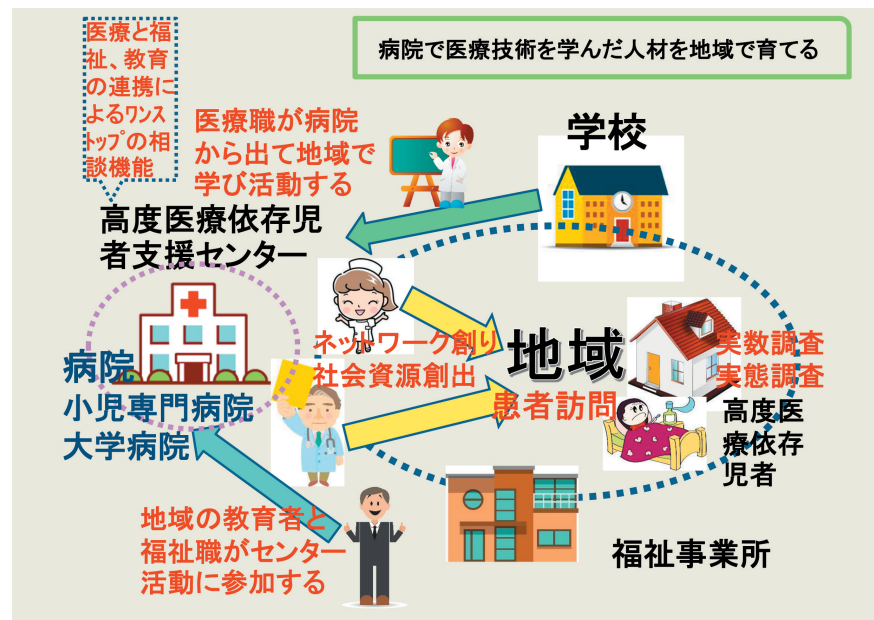 医療と福
祉、教育
の連携に
よるワンス
トップの相
談機能
病院で医療技術を学んだ人材を地域で育てる
医療職が病院
から出て地域で
学び活動する
学校
高度医療依存児
者支援センター
ネットワーク創り
社会資源創出
地域
患者訪問
実数調査
実態調査
高度医
療依存
児者
病院
小児専門病院
大学病院
地域の教育者と
福祉職がセンター
活動に参加する
福祉事業所